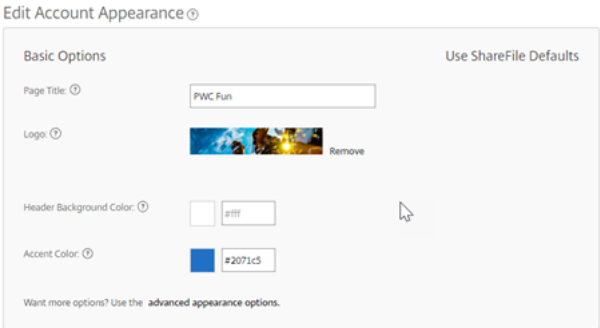 Edit Account Appearance
Basic Options
Use ShareFile Defaults
Page Title:
PWC Fun
Logo:
Remove
Header Background Color:
#fff
Accent Color:
#2071c5
Want more options? Use the advanced appearance options.